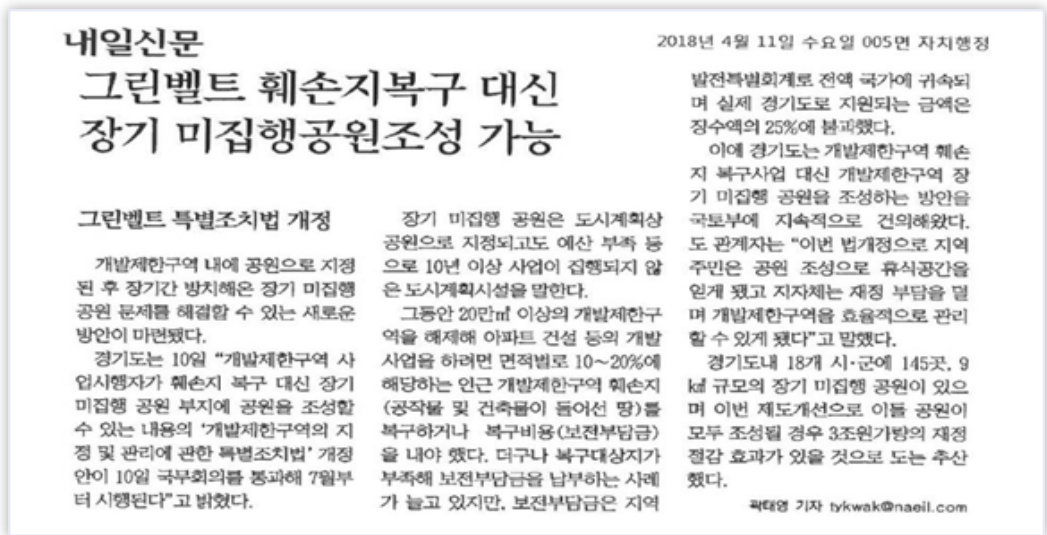 내일신문
2018년 4월 11일 수요일 005면 자치행정
그린벨트 훼손지복구 대신
장기 미집행공원조성 가능
그린벨트 특별조치법 개정
개발제한구역 내에 공원으로 지정
된 후 장기간 방치해온 장기 미집행
공원 문제를 해결할 수 있는 새로운
방안이 마련됐다.
경기도는 10일 “개발제한구역 사
업시행자가 훼손지 복구 대신 장기
미집행 공원 부지에 공원을 조성할
수 있는 내용의 ‘개발제한구역의 지
정 및 관리에 관한 특별조치법’ 개정
안이 10일 국무회의를 통과해 7월부
터 시행된다”고 밝혔다.
장기 미집행 공원은 도시계획상
공원으로 지정되고도 예산 부족 등
으로 10년 이상 사업이 집행되지 않
은 도시계획시설을 말한다.
그동안 20만㎡ 이상의 개발제한구
역을 해제해 아파트 건설 등의 개발
사업을 하려면 면적별로 10~20%에
해당하는 인근 개발제한구역 훼손지
(공작물 및 건축물이 들어선 땅)를
복구하거나 복구비용(보전부담금)
을 내야 했다. 더구나 복구대상지가
부족해 보전부담금을 납부하는 사례
가 늘고 있지만, 보전부담금은 지역
발전특별회계로 전액 국가에 귀속되
며 실제 경기도로 지원되는 금액은
징수액의 25%에 불과했다.
이에 경기도는 개발제한구역 훼손
지 복구사업 대신 개발제한구역 장
기 미집행 공원을 조성하는 방안을
국토부에 지속적으로 건의해왔다.
도 관계자는 “이번 법개정으로 지역
주민은 공원 조성으로 휴식공간을
얻게 됐고 지자체는 재정 부담을 덜
며 개발제한구역을 효율적으로 관리
할 수 있게 됐다”고 말했다.
경기도내 18개 시·군에 145곳, 9
㎢ 규모의 장기 미집행 공원이 있으
며 이번 제도개선으로 이들 공원이
모두 조성될 경우 3조원가량의 재정
절감 효과가 있을 것으로 도는 추산
했다.
곽태영 기자 tykwak@naeil.com